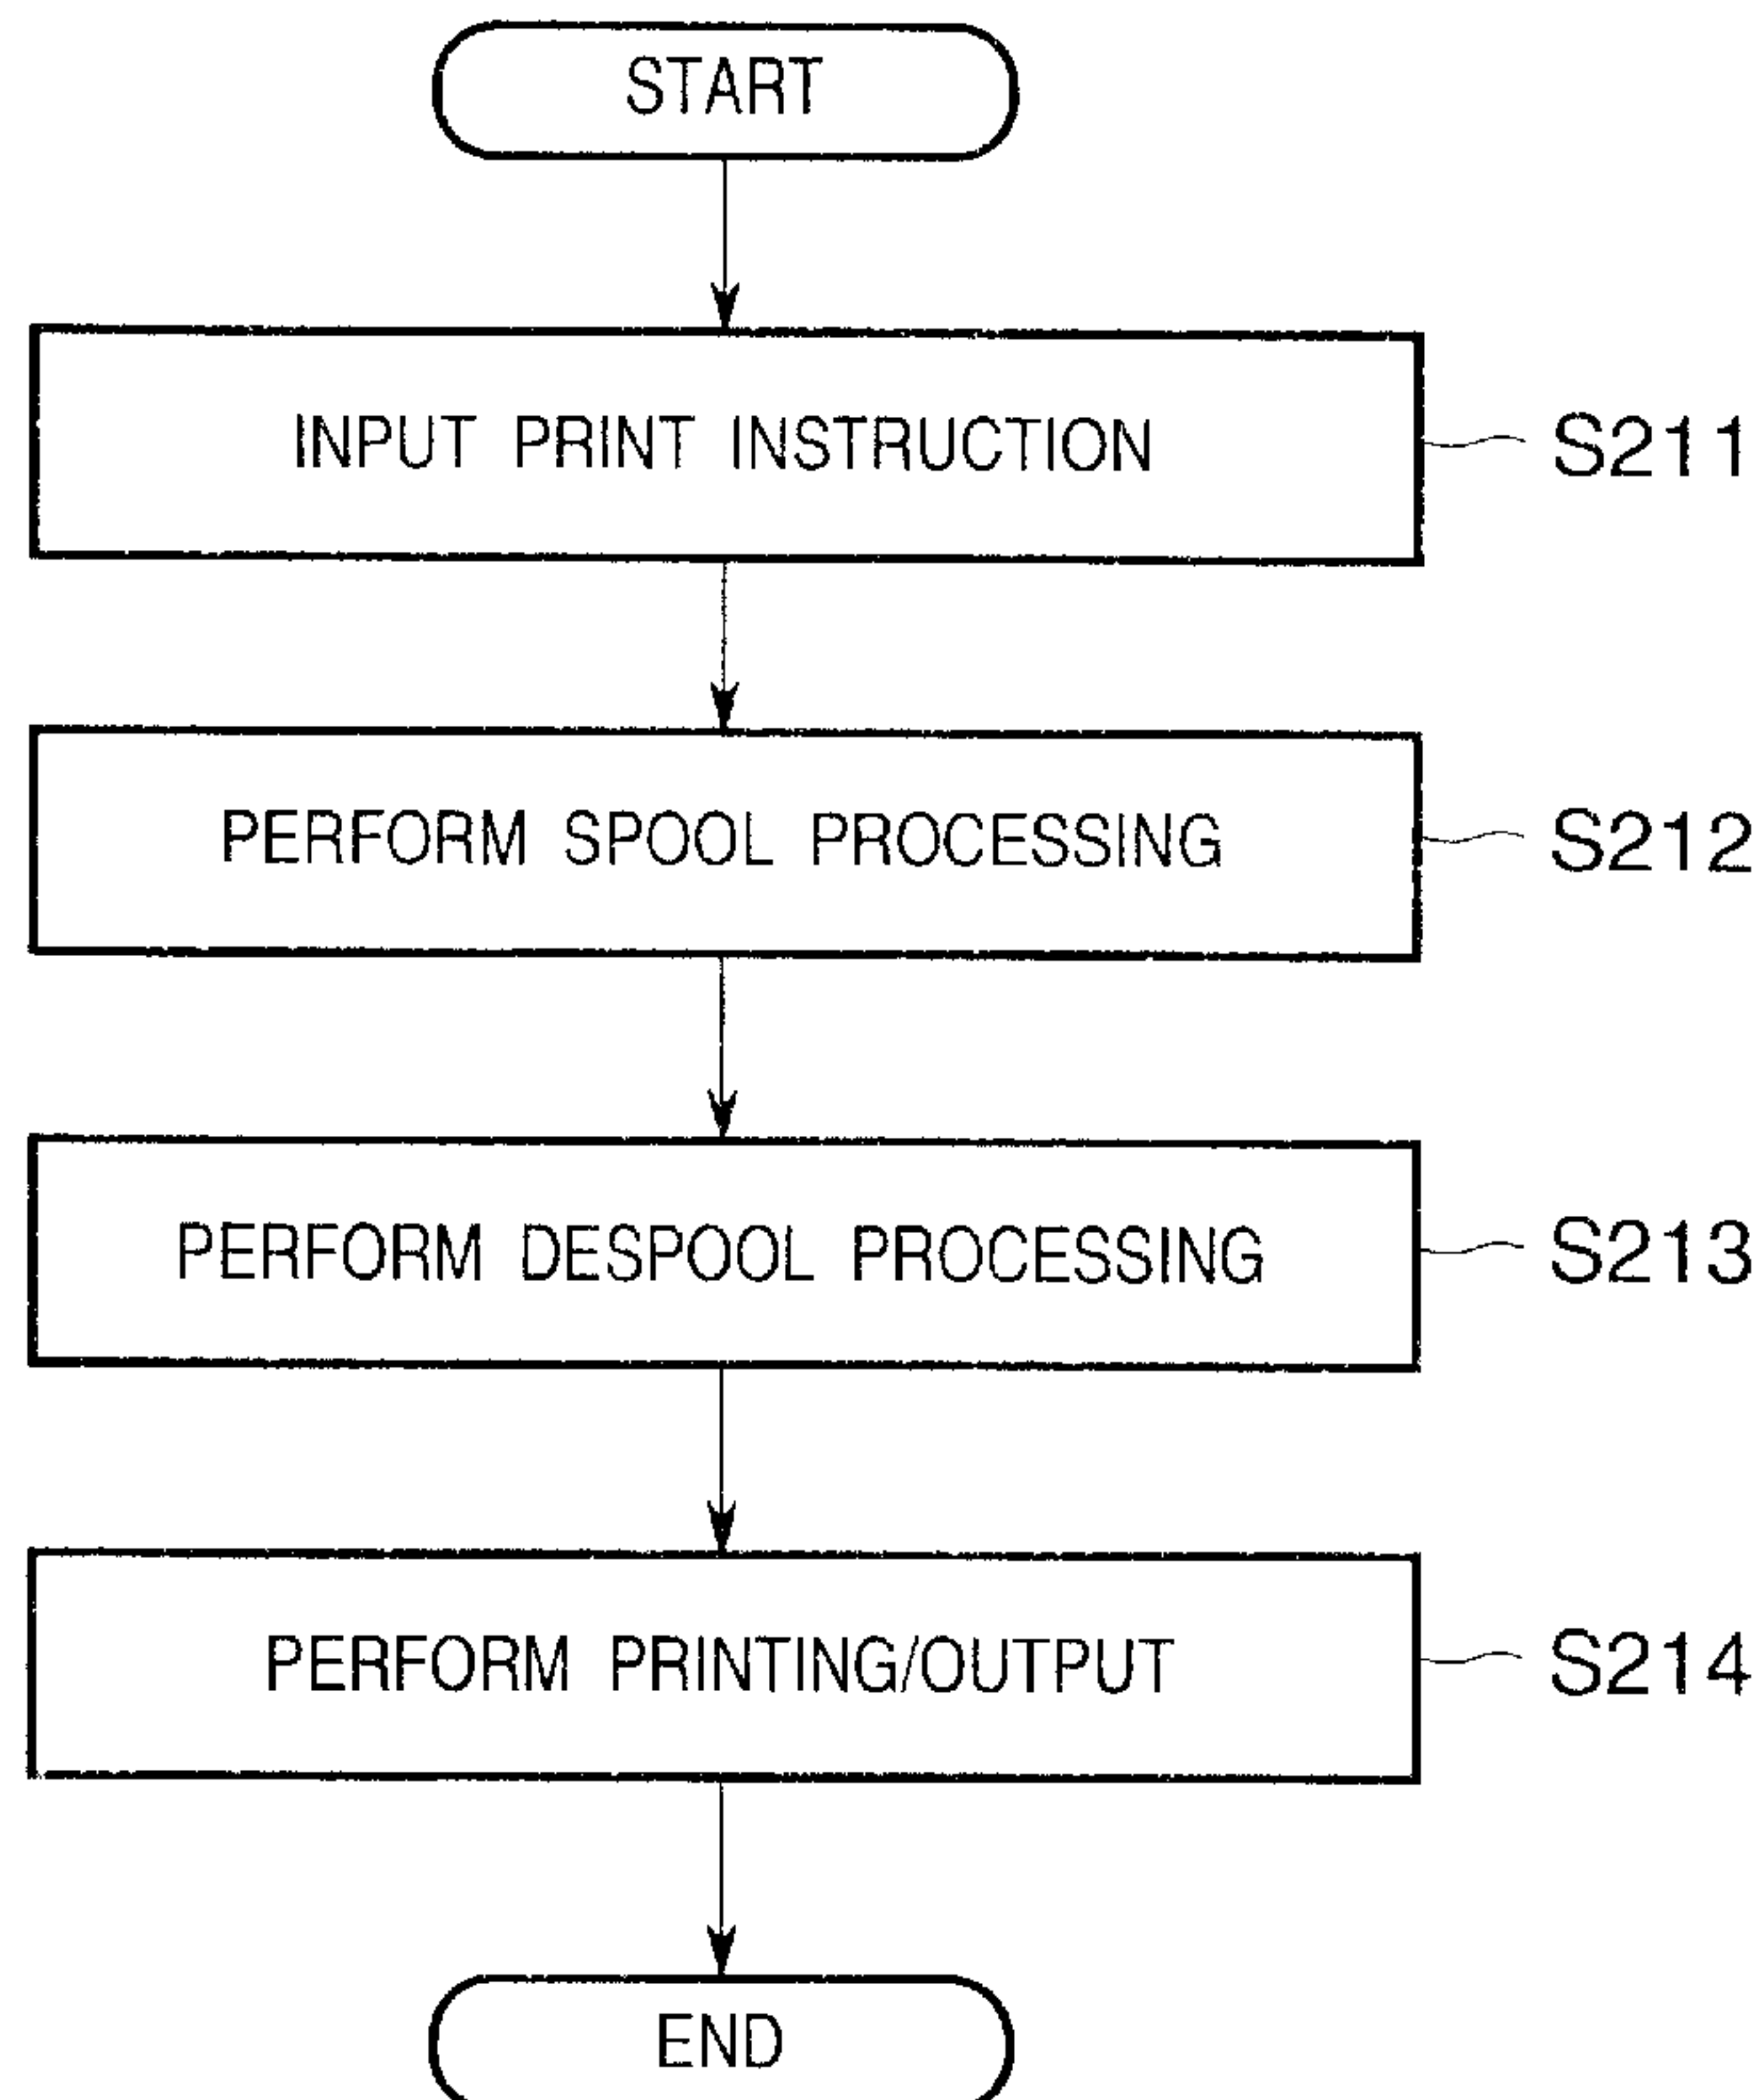 START
INPUT PRINT INSTRUCTION
S211
PERFORM SPOOL PROCESSING
S212
PERFORM DESPOOL PROCESSING
S213
PERFORM PRINTING/OUTPUT
S214
END